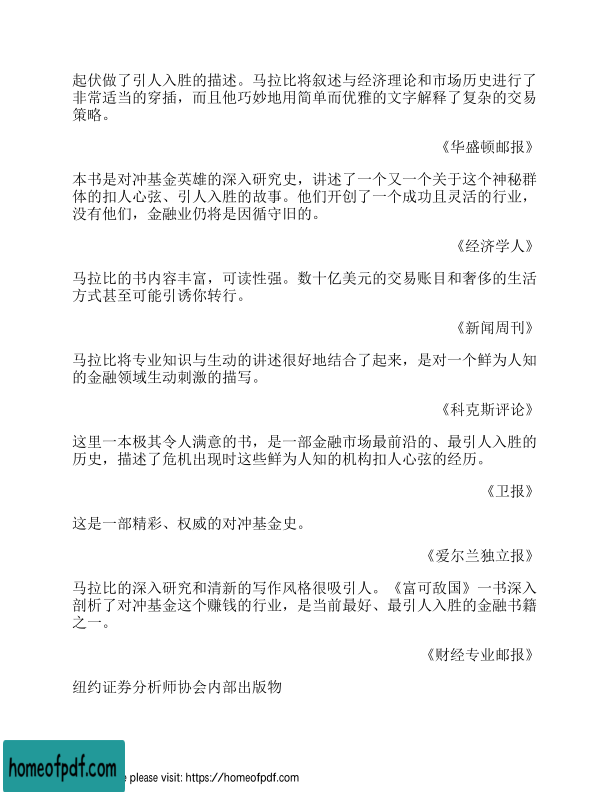 起伏做了引人入胜的描述。马拉比将叙述与经济理论和市场历史进行了
非常适当的穿插，而且他巧妙地用简单而优雅的文字解释了复杂的交易
策略。
《华盛顿邮报》
本书是对冲基金英雄的深入研究史，讲述了一个又一个关于这个神秘群
体的扣人心弦、引人入胜的故事。他们开创了一个成功且灵活的行业，
没有他们，金融业仍将是因循守旧的。
《经济学人》
马拉比的书内容丰富，可读性强。数十亿美元的交易账目和奢侈的生活
方式甚至可能引诱你转行。
《新闻周刊》
马拉比将专业知识与生动的讲述很好地结合了起来，是对一个鲜为人知
的金融领域生动刺激的描写。
《科克斯评论》
这里一本极其令人满意的书，是一部金融市场最前沿的、最引人入胜的
历史，描述了危机出现时这些鲜为人知的机构扣人心弦的经历。
《卫报》
这是一部精彩、权威的对冲基金史。
《爱尔兰独立报》
马拉比的深入研究和清新的写作风格很吸引人。《富可敌国》一书深入
剖析了对冲基金这个赚钱的行业，是当前最好、最引人入胜的金融书籍
之一。
《财经专业邮报》
纽约证券分析师协会内部出版物
homeofpdf.com
e please visit: https://homeofpdf.com